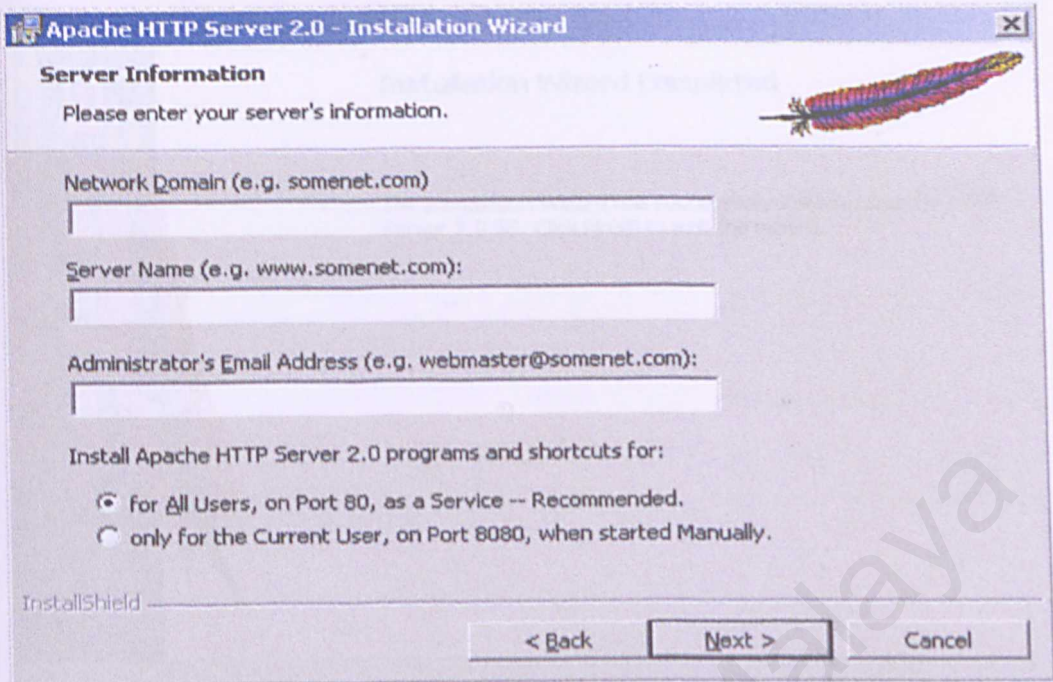 Apache HTTP Server 2.0 - Installation Wizard
Server Information
Please enter your server's information.
Network Domain (e.g. somenet.com)
Server Name (e.g. www.somenet.com):
Administrator's Email Address (e.g. webmaster@somenet.com):
Install Apache HTTP Server 2.0 programs and shortcuts for:
for All Users, on Port 80, as a Service -- Recommended.
only for the Current User, on Port 8080, when started Manually.
InstallShield
< Back Next > Cancel
Malaya